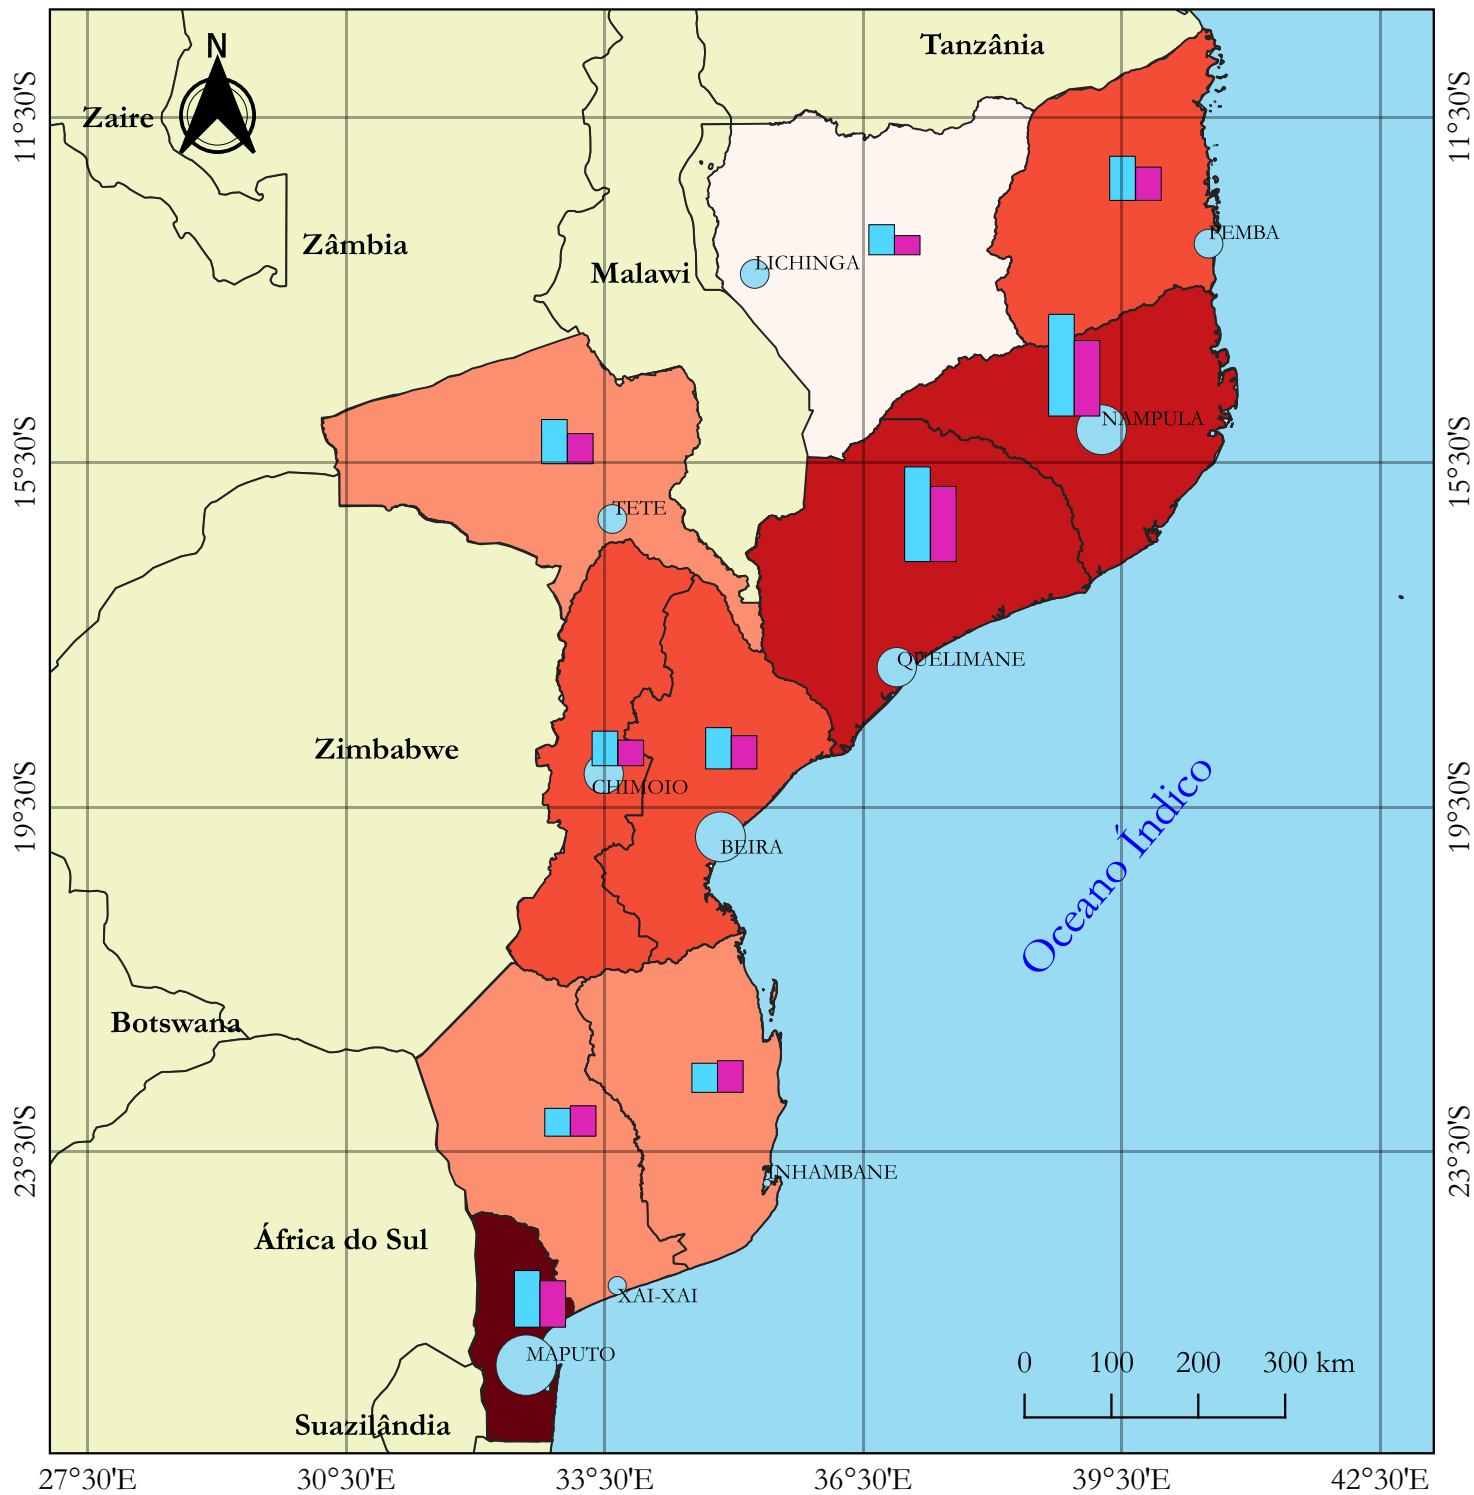 N
Tanzânia
Zaire
11°30'S
11°30'S
PEMBA
Zâmbia
LICHINGA
Malawi
NAMPULA
15°30'S
15°30'S
TETE
QUELIMANE
Zimbabwe
CHIMOIO
19°30'S
19°30'S
BEIRA
Oceano Índico
Botswana
23°30'S
23°30'S
INHAMBANE
África do Sul
XAI-XAI
MAPUTO
0 100 200 300 km
Suazilândia
27°30'E 30°30'E 33°30'E 36°30'E 39°30'E 42°30'E